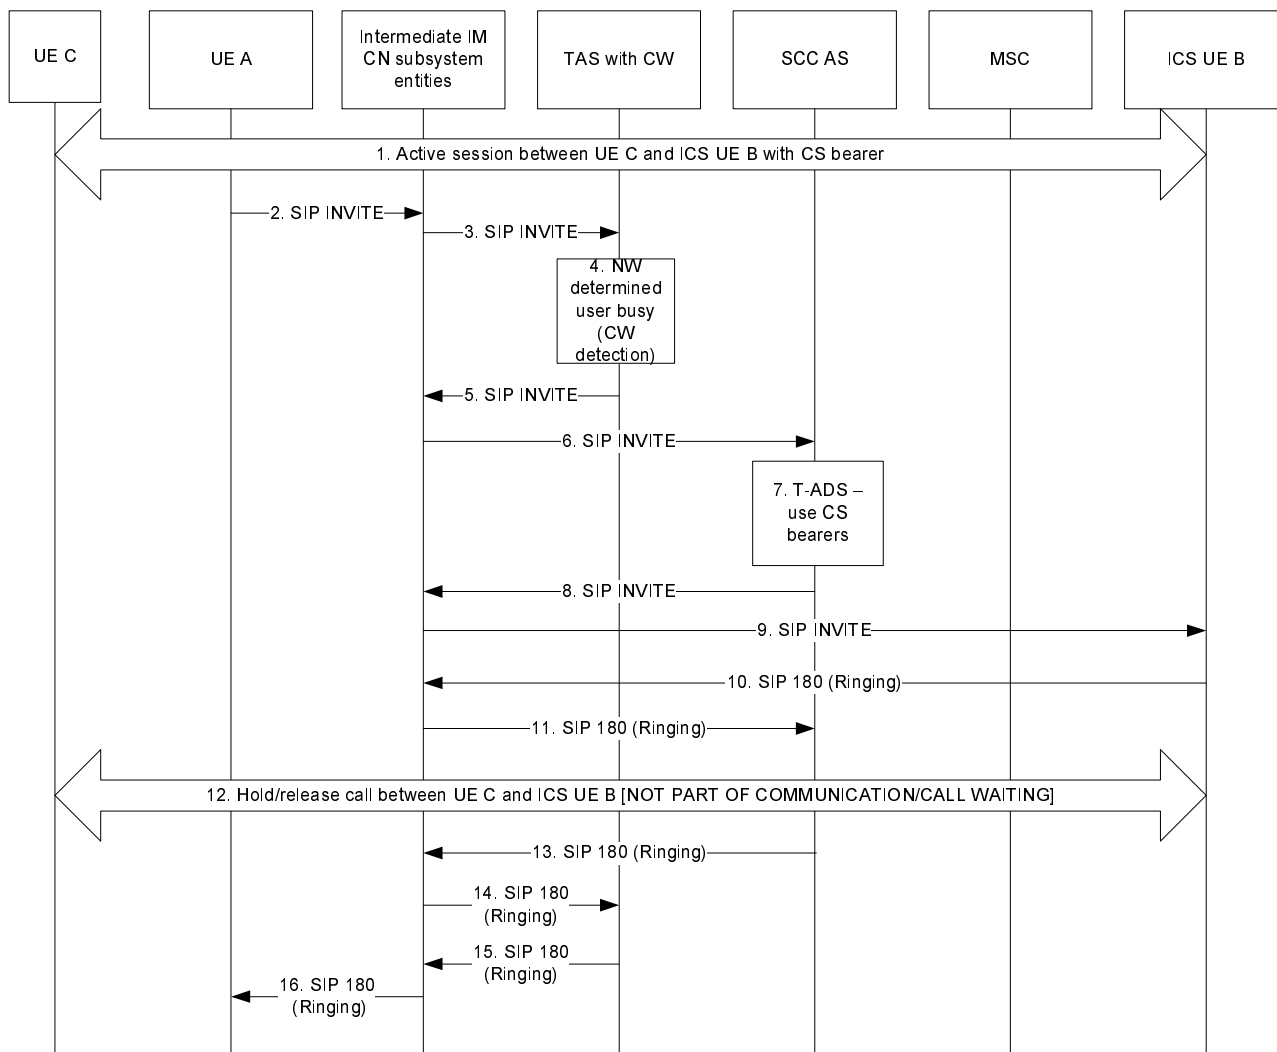 UE C
UE A
Intermediate IM
CN subsystem
entities
TAS with CW
SCC AS
MSC
ICS UE B
1. Active session between UE C and ICS UE B with CS bearer
2. SIP INVITE
3. SIP INVITE
4. NW
determined
user busy
(CW
detection)
5. SIP INVITE
6. SIP INVITE
7. T-ADS –
use CS
bearers
8. SIP INVITE
9. SIP INVITE
10. SIP 180 (Ringing)
11. SIP 180 (Ringing)
12. Hold/release call between UE C and ICS UE B [NOT PART OF COMMUNICATION/CALL WAITING]
13. SIP 180 (Ringing)
14. SIP 180
(Ringing)
15. SIP 180
(Ringing)
16. SIP 180
(Ringing)